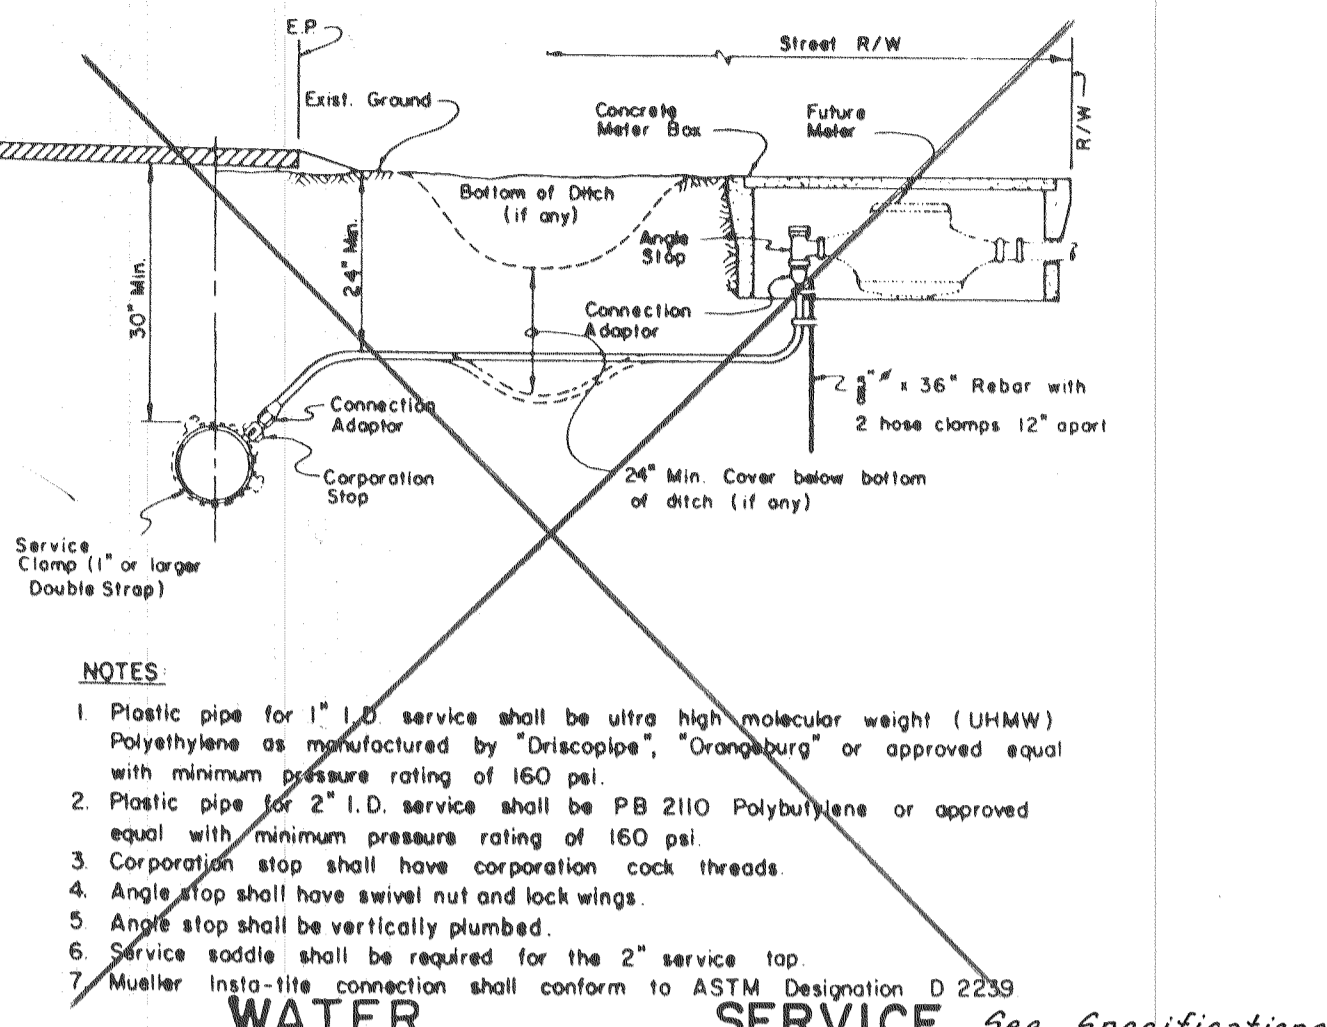 E.P.
Street R/W
R/W
Exist. Ground
Concrete
Meter Box
Future
Meter
Bottom of Ditch
(if any)
24" Min.
30" Min.
Angle
Stop
Connection
Adaptor
x 36" Rebar with
2 hose clamps 12" apart
Connection
Adaptor
Corporation
Stop
24" Min. Cover below bottom
of ditch (if any)
Service
Clamp (1" or larger
Double Strap)
NOTES:
1. Plastic pipe for 1" I.D. service shall be ultra high molecular weight (UHMW)
Polyethylene as manufactured by "Driscopipe", "Orangeburg" or approved equal
with minimum pressure rating of 160 psi.
2. Plastic pipe for 2" I.D. service shall be PB 2110 Polybutylene or approved
equal with minimum pressure rating of 160 psi.
3. Corporation stop shall have corporation cock threads.
4. Angle stop shall have swivel nut and lock wings.
5. Angle stop shall be vertically plumbed.
6. Service saddle shall be required for the 2" service tap.
7. Mueller Insta-tite connection shall conform to ASTM Designation D 2239
WATER SERVICE See Specifications